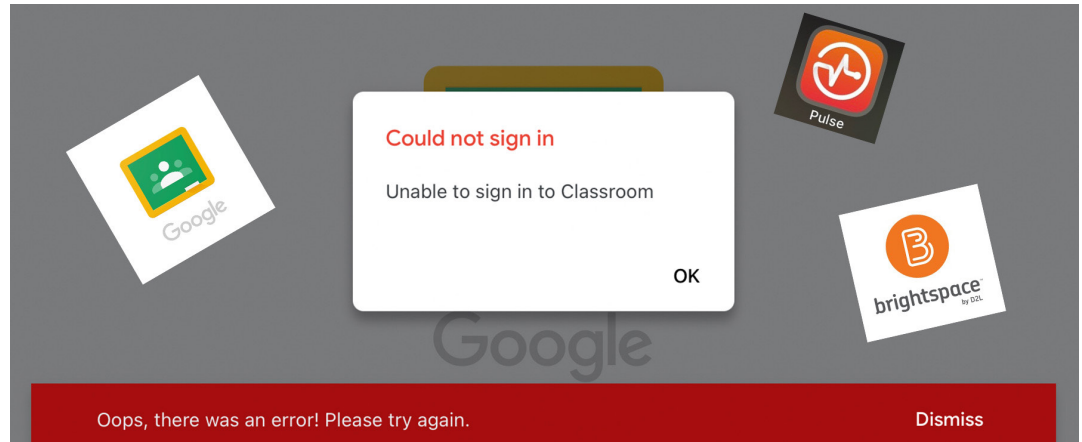 Pulse
Could not sign in
Unable to sign in to Classroom
Google
OK
brightspace™
by D2L
Google
Oops, there was an error! Please try again.
Dismiss